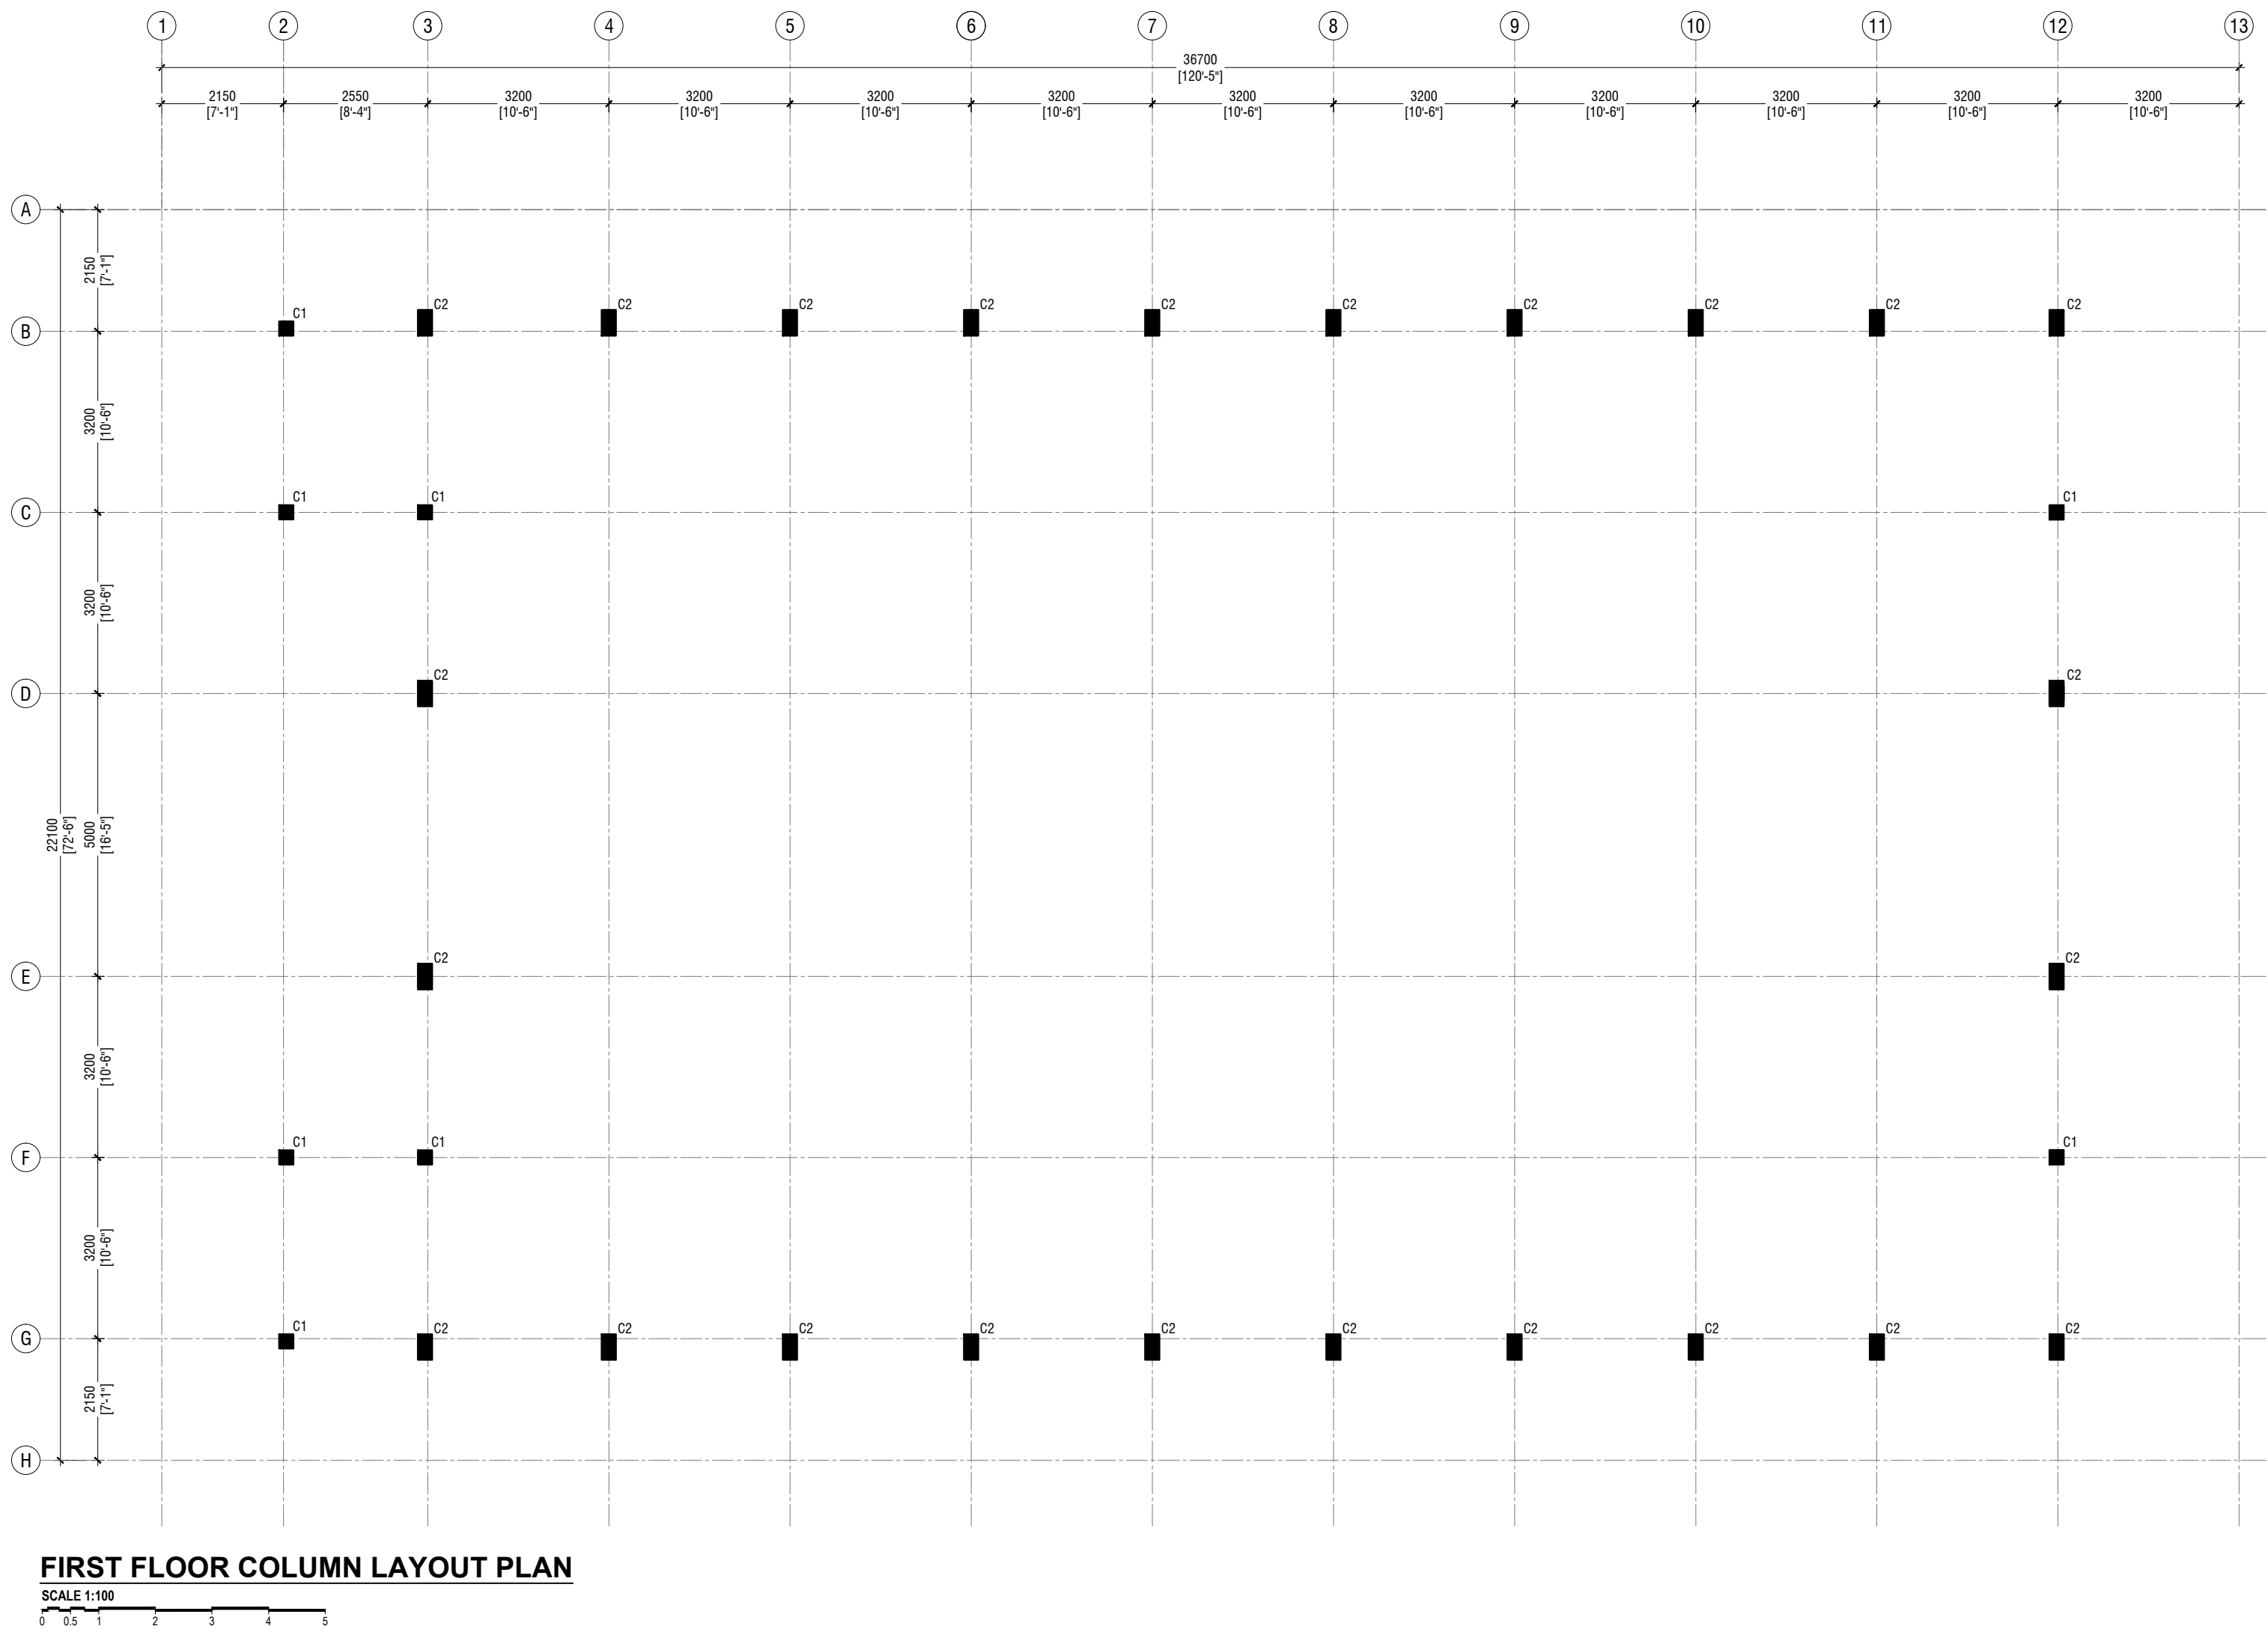 1 2 3 4 5 6 7 8 9 10 11 12 13
36700
[120'-5"]
2150 2550 3200 3200 3200 3200 3200 3200 3200 3200 3200 3200
[7'-1"] [8'-4"] [10'-6"] [10'-6"] [10'-6"] [10'-6"] [10'-6"] [10'-6"] [10'-6"] [10'-6"] [10'-6"] [10'-6"]
A
2150
[7'-1"]
C1 C2 C2 C2 C2 C2 C2 C2 C2 C2 C2
B
3200
[10'-6"]
C1 C1 C1
C
3200
[10'-6"]
C2 C2
D
22100
[72'-6"]
5000
[16'-5"]
C2 C2
E
3200
[10'-6"]
C1 C1 C1
F
3200
[10'-6"]
C1 C2 C2 C2 C2 C2 C2 C2 C2 C2 C2
G
2150
[7'-1"]
H
FIRST FLOOR COLUMN LAYOUT PLAN
SCALE 1:100
0 0.5 1 2 3 4 5